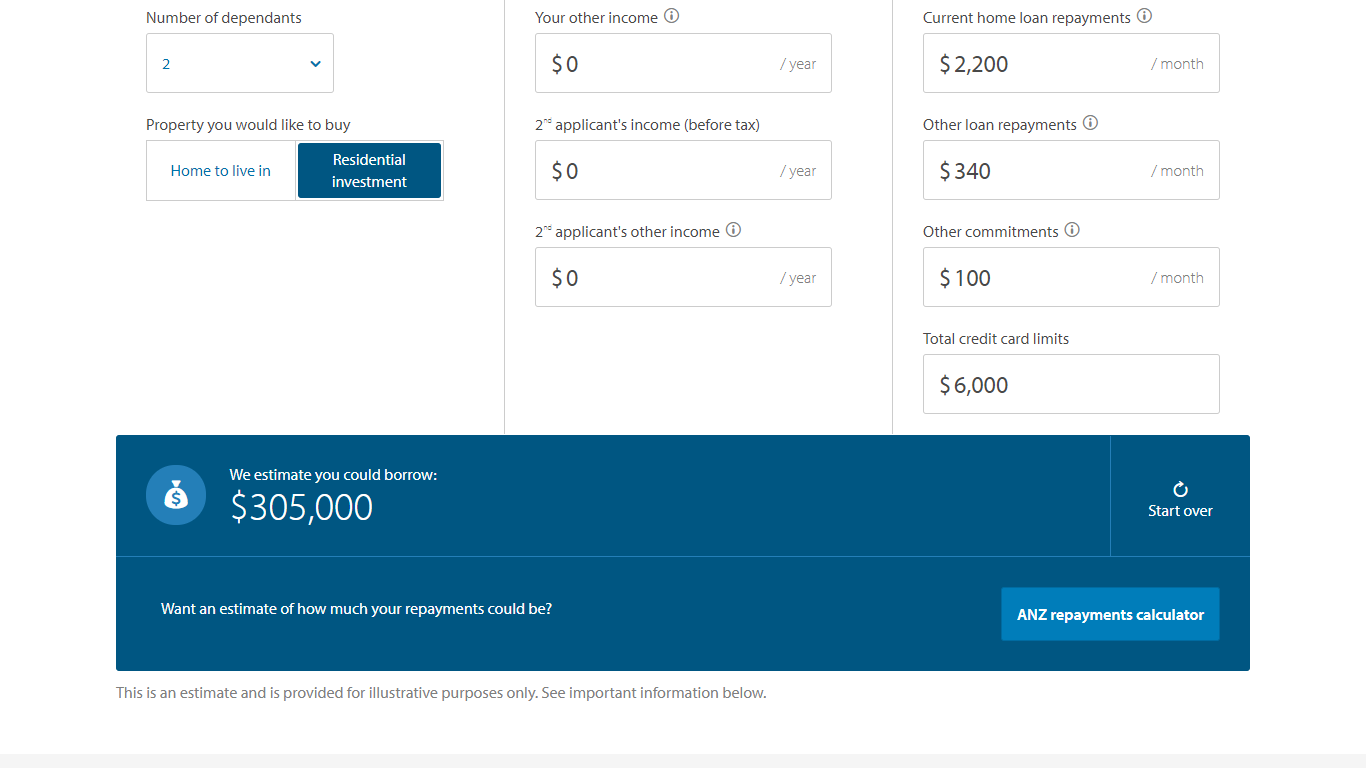 Number of dependants
2
Property you would like to buy
Home to live in
Residential
investment
Your other income
$ 0 / year
2ⁿᵈ applicant's income (before tax)
$ 0 / year
2ⁿᵈ applicant's other income
$ 0 / year
Current home loan repayments
$ 2,200 / month
Other loan repayments
$ 340 / month
Other commitments
$ 100 / month
Total credit card limits
$ 6,000
We estimate you could borrow:
$305,000
Start over
Want an estimate of how much your repayments could be?
ANZ repayments calculator
This is an estimate and is provided for illustrative purposes only. See important information below.